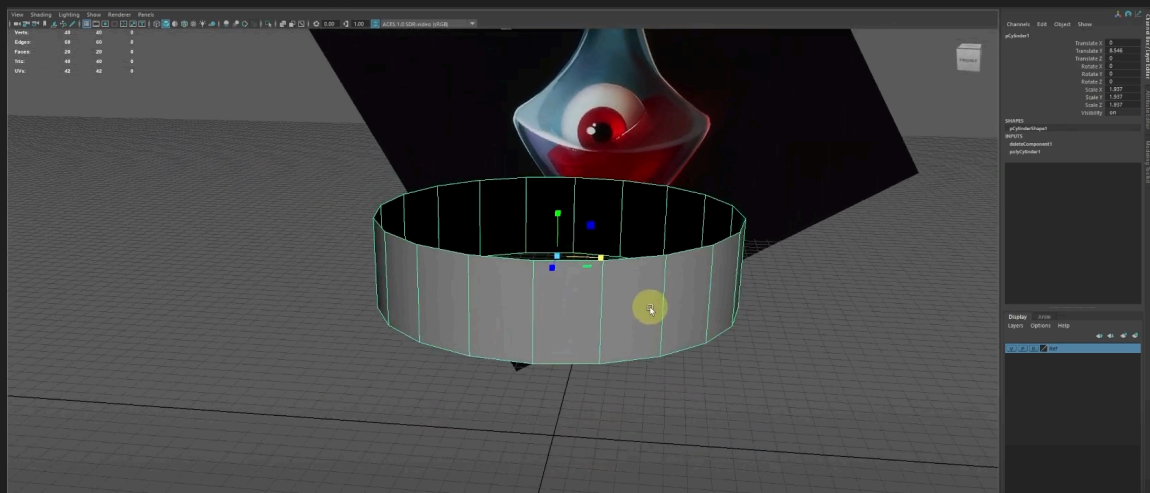 View Shading Lighting Show Renderer Panels
0.00 1.00 ACES 1.0 SDR-video (sRGB)
Verts: 40 40 0
Edges: 60 60 0
Faces: 20 20 0
Tris: 40 40 0
UVs: 42 42 0
Channels Edit Object Show
pCylinder1
Translate X 0
Translate Y 8.546
Translate Z 0
Rotate X 0
Rotate Y 0
Rotate Z 0
Scale X 1.937
Scale Y 1.937
Scale Z 1.937
Visibility on
SHAPES
pCylinderShape1
INPUTS
deleteComponent1
polyCylinder1
Display Anim
Layers Options Help